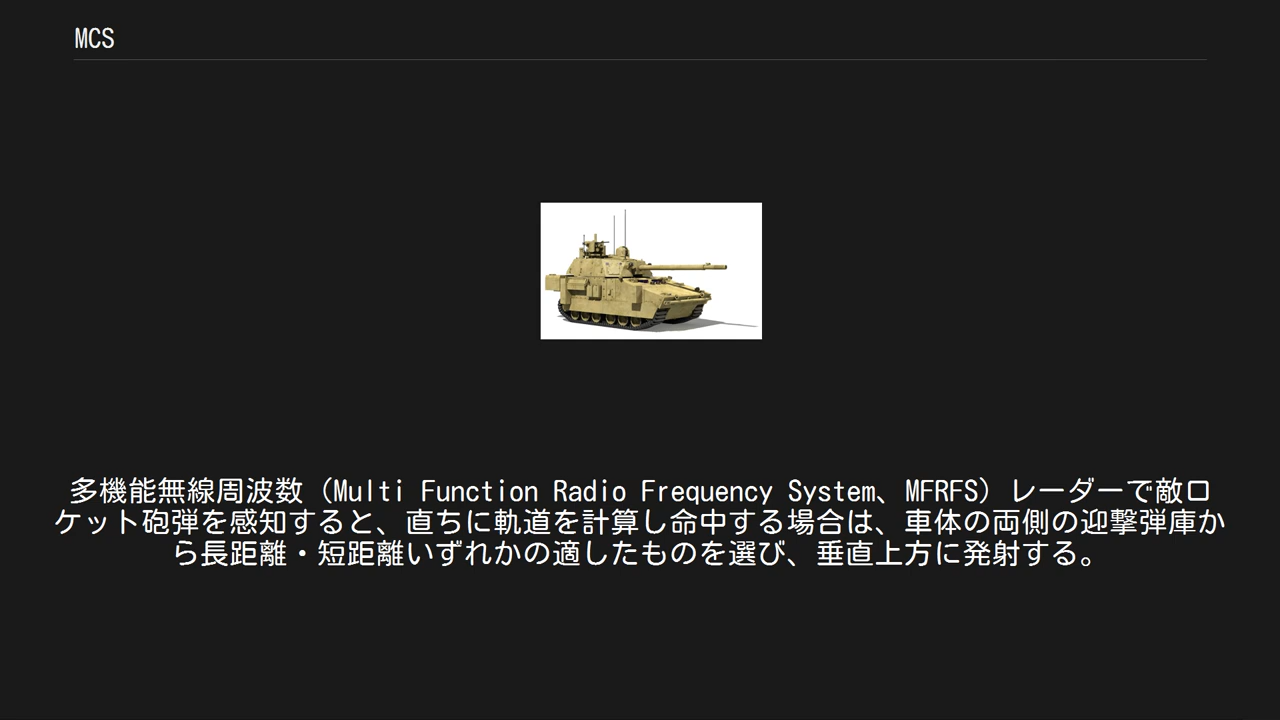 MCS
多機能無線周波数（Multi Function Radio Frequency System、MFRFS）レーダーで敵ロ
ケット砲弾を感知すると、直ちに軌道を計算し命中する場合は、車体の両側の迎撃弾庫か
ら長距離・短距離いずれかの適したものを選び、垂直上方に発射する。